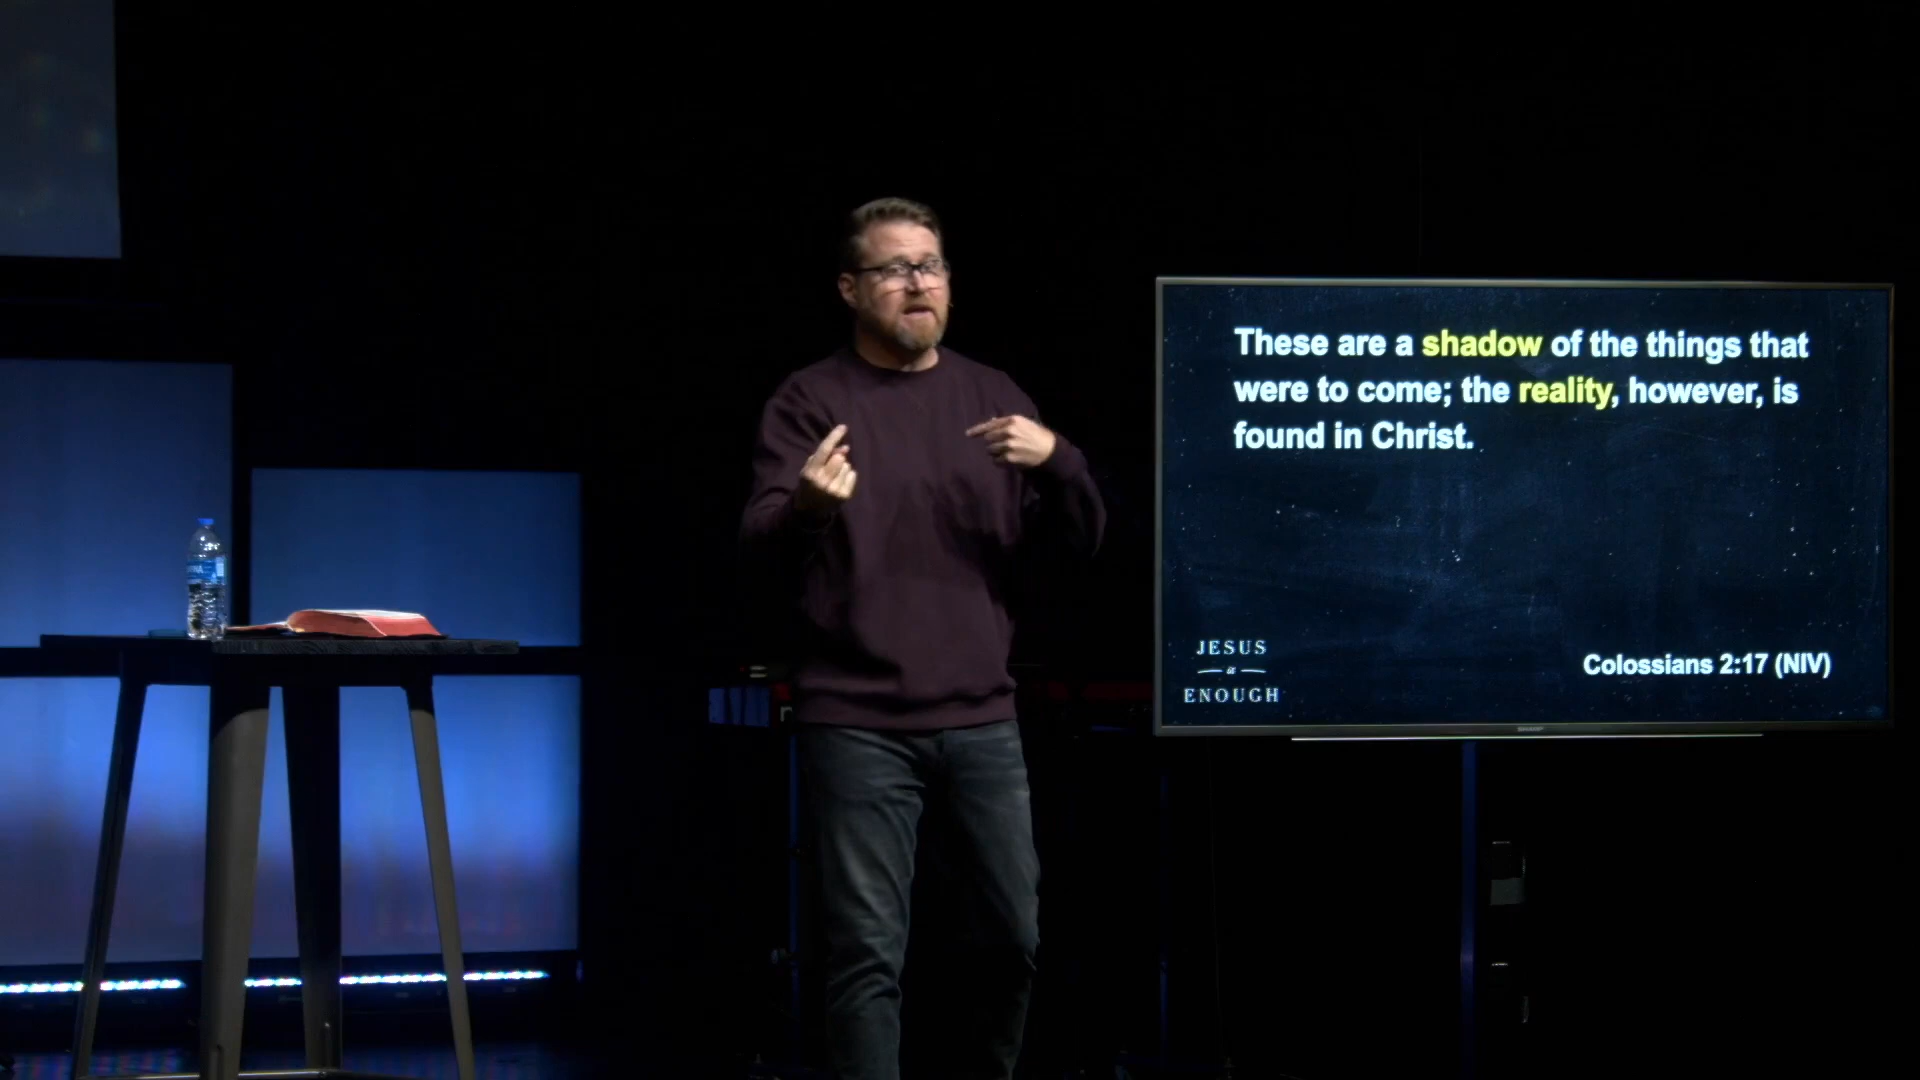 These are a shadow of the things that
were to come; the reality, however, is
found in Christ.
JESUS
is
ENOUGH
Colossians 2:17 (NIV)
SHARP